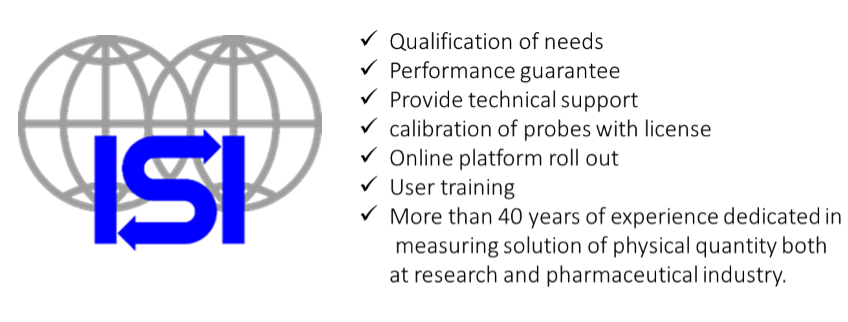 ISI
✓ Qualification of needs
✓ Performance guarantee
✓ Provide technical support
✓ calibration of probes with license
✓ Online platform roll out
✓ User training
✓ More than 40 years of experience dedicated in
measuring solution of physical quantity both
at research and pharmaceutical industry.